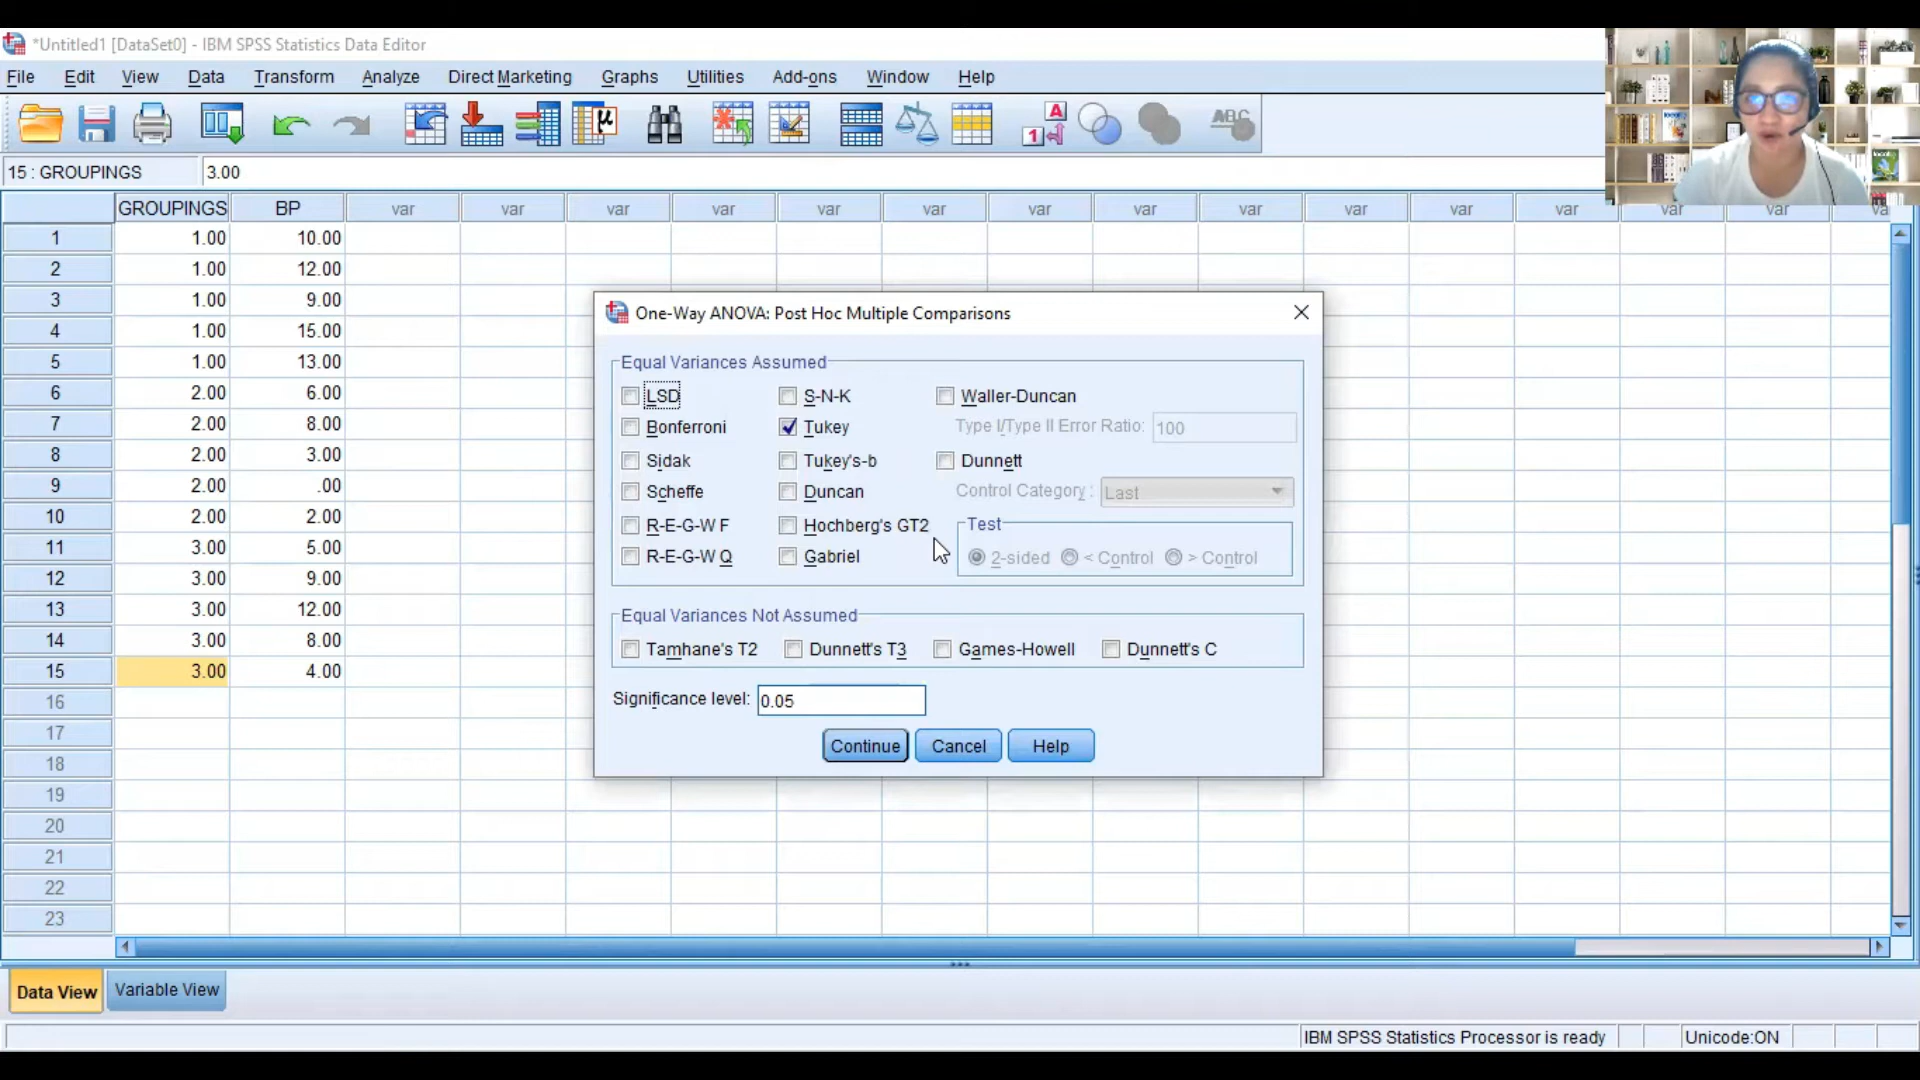 *Untitled1 [DataSet0] - IBM SPSS Statistics Data Editor
File Edit View Data Transform Analyze Direct Marketing Graphs Utilities Add-ons Window Help
15 : GROUPINGS 3.00
GROUPINGS BP var var var var var var var var var var var var var var
1 1.00 10.00
2 1.00 12.00
3 1.00 9.00
4 1.00 15.00
5 1.00 13.00
6 2.00 6.00
7 2.00 8.00
8 2.00 3.00
9 2.00 .00
10 2.00 2.00
11 3.00 5.00
12 3.00 9.00
13 3.00 12.00
14 3.00 8.00
15 3.00 4.00
16
17
18
19
20
21
22
23
One-Way ANOVA: Post Hoc Multiple Comparisons
Equal Variances Assumed
LSD S-N-K Waller-Duncan
Bonferroni Tukey Type I/Type II Error Ratio: 100
Sidak Tukey's-b Dunnett
Scheffe Duncan Control Category : Last
R-E-G-W F Hochberg's GT2 Test
R-E-G-W Q Gabriel 2-sided < Control > Control
Equal Variances Not Assumed
Tamhane's T2 Dunnett's T3 Games-Howell Dunnett's C
Significance level: 0.05
Continue Cancel Help
Data View Variable View
IBM SPSS Statistics Processor is ready Unicode:ON